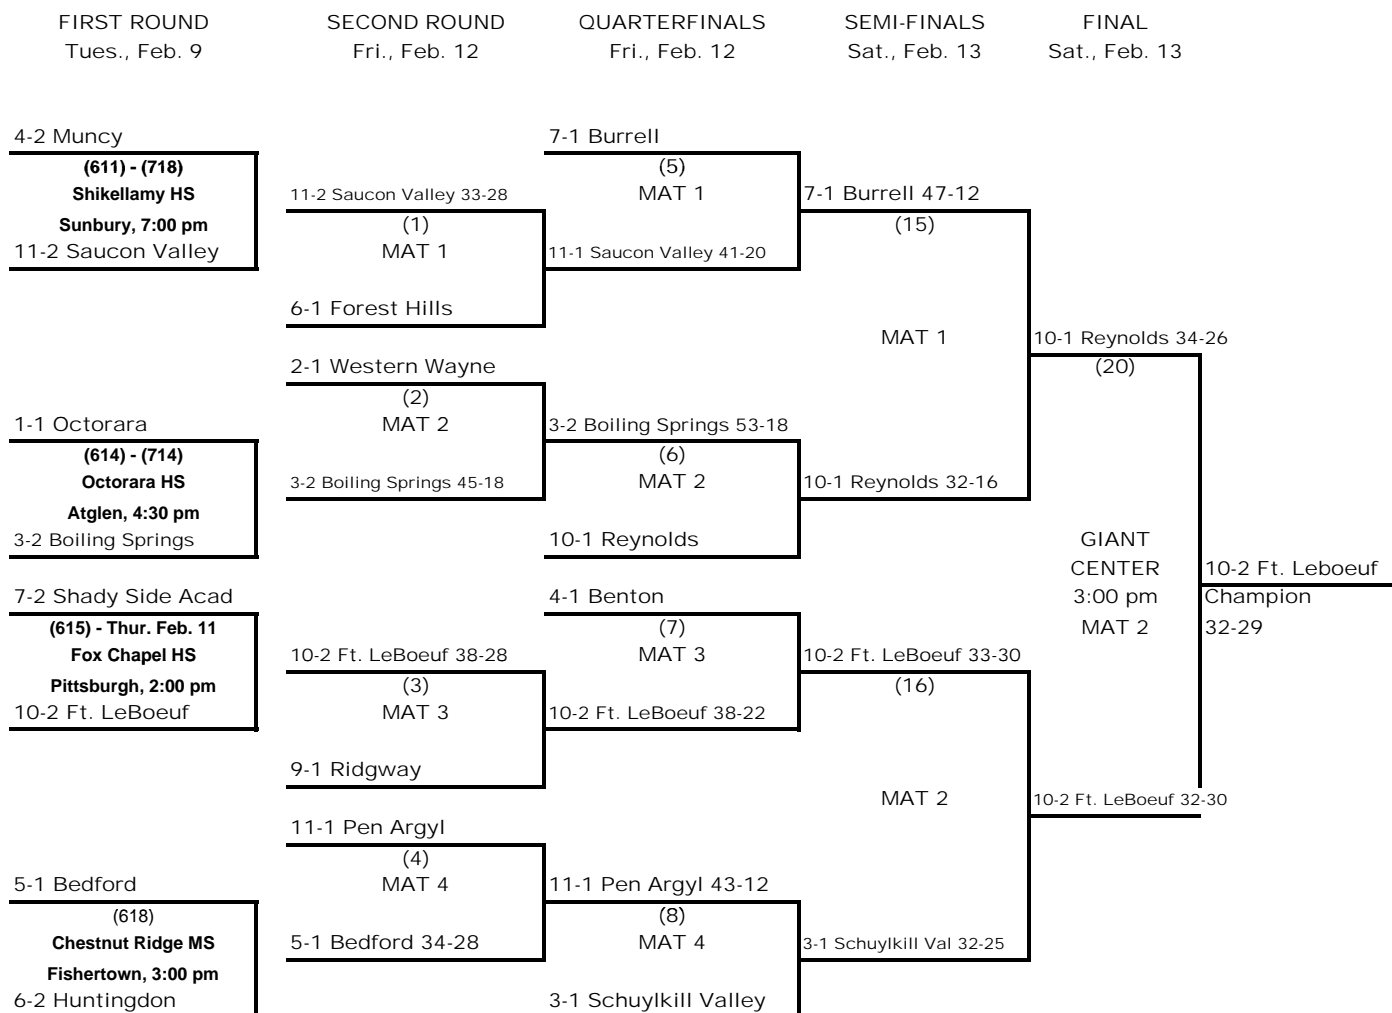 FIRST ROUND
Tues., Feb. 9
SECOND ROUND
Fri., Feb. 12
QUARTERFINALS
Fri., Feb. 12
SEMI-FINALS
Sat., Feb. 13
FINAL
Sat., Feb. 13
4-2 Muncy
(611) - (718)
Shikellamy HS
Sunbury, 7:00 pm
11-2 Saucon Valley
1-1 Octorara
(614) - (714)
Octorara HS
Atglen, 4:30 pm
3-2 Boiling Springs
7-2 Shady Side Acad
(615) - Thur. Feb. 11
Fox Chapel HS
Pittsburgh, 2:00 pm
10-2 Ft. LeBoeuf
5-1 Bedford
(618)
Chestnut Ridge MS
Fishertown, 3:00 pm
6-2 Huntingdon
11-2 Saucon Valley 33-28
(1)
MAT 1
6-1 Forest Hills
2-1 Western Wayne
(2)
MAT 2
3-2 Boiling Springs 45-18
10-2 Ft. LeBoeuf 38-28
(3)
MAT 3
9-1 Ridgway
11-1 Pen Argyl
(4)
MAT 4
5-1 Bedford 34-28
7-1 Burrell
(5)
MAT 1
11-1 Saucon Valley 41-20
3-2 Boiling Springs 53-18
(6)
MAT 2
10-1 Reynolds
4-1 Benton
(7)
MAT 3
10-2 Ft. LeBoeuf 38-22
11-1 Pen Argyl 43-12
(8)
MAT 4
3-1 Schuylkill Valley
7-1 Burrell 47-12
(15)
MAT 1
10-1 Reynolds 32-16
10-2 Ft. LeBoeuf 33-30
(16)
MAT 2
3-1 Schuylkill Val 32-25
10-1 Reynolds 34-26
(20)
GIANT
CENTER
3:00 pm
MAT 2
10-2 Ft. LeBoeuf 32-30
10-2 Ft. Leboeuf
Champion
32-29